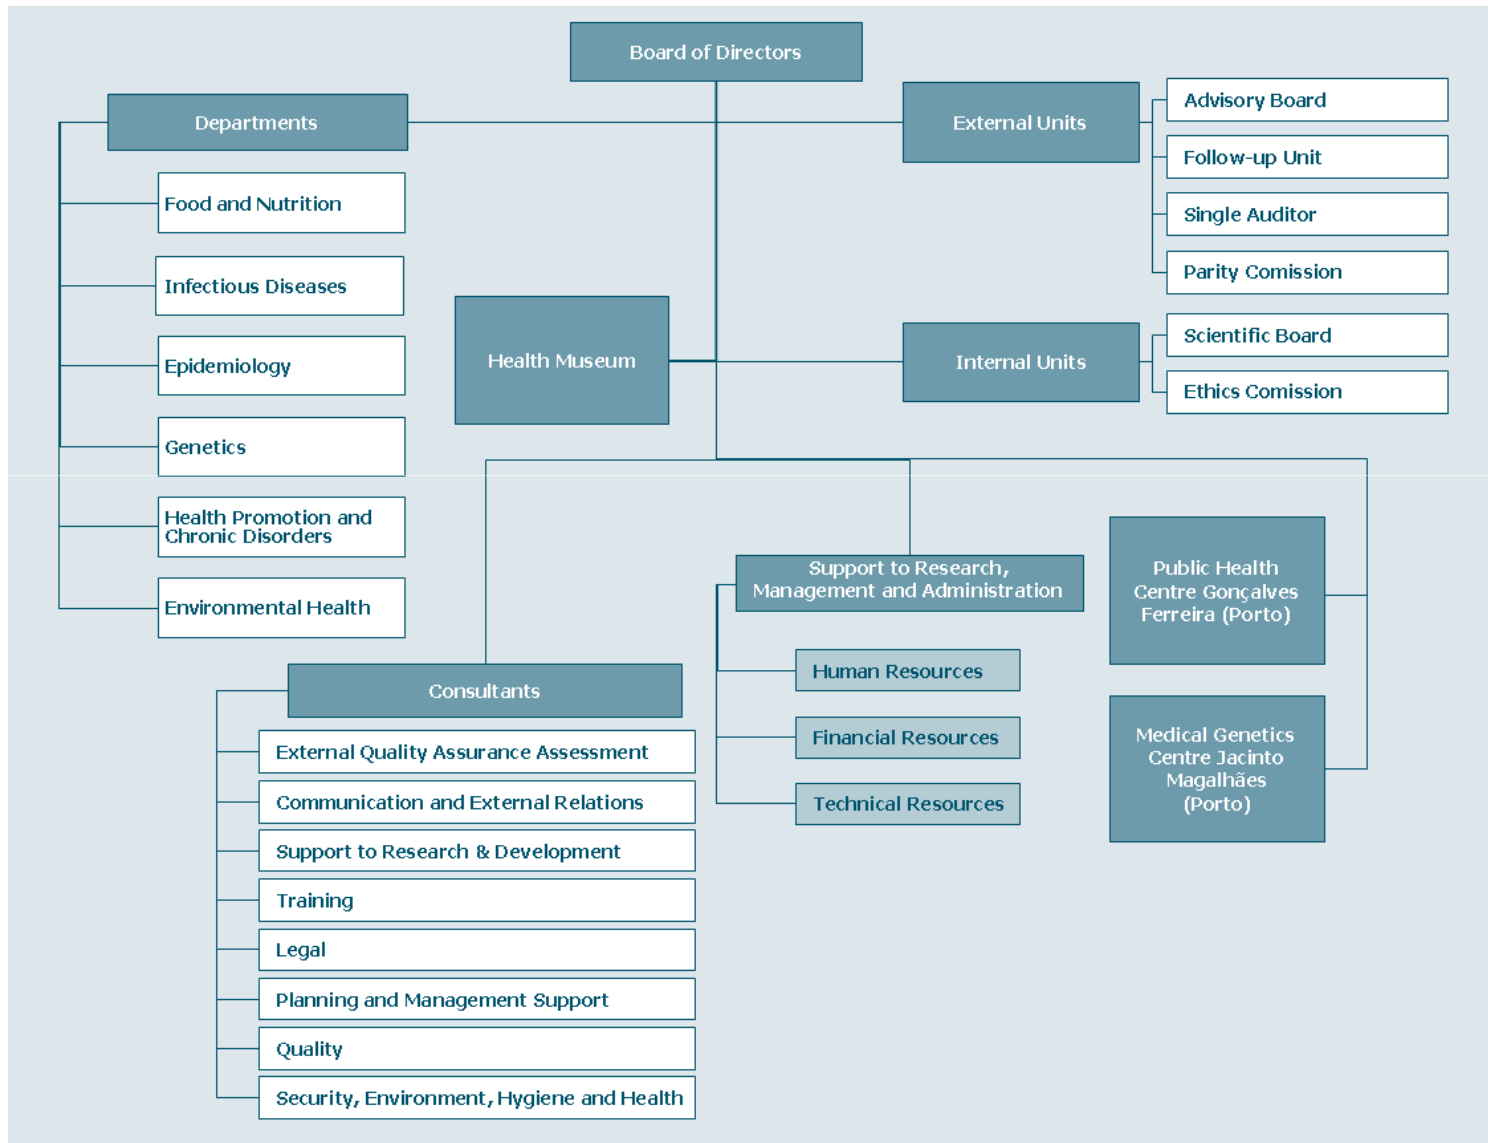 Board of Directors
Departments
Food and Nutrition
Infectious Diseases
Epidemiology
Genetics
Health Promotion and
Chronic Disorders
Environmental Health
External Units
Advisory Board
Follow-up Unit
Single Auditor
Parity Comission
Health Museum
Internal Units
Scientific Board
Ethics Comission
Consultants
External Quality Assurance Assessment
Communication and External Relations
Support to Research & Development
Training
Legal
Planning and Management Support
Quality
Security, Environment, Hygiene and Health
Support to Research,
Management and Administration
Human Resources
Financial Resources
Technical Resources
Public Health
Centre Gonçalves
Ferreira (Porto)
Medical Genetics
Centre Jacinto
Magalhães
(Porto)